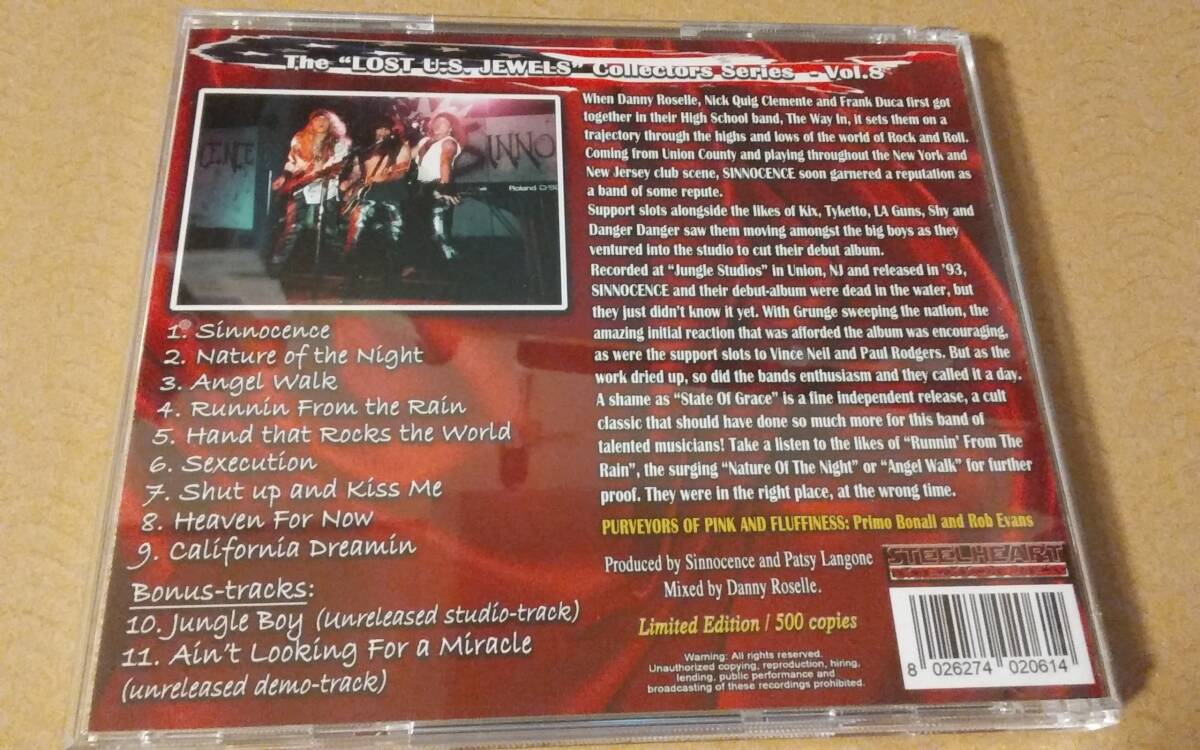 The "LOST U.S. JEWELS" Collectors Series - Vol.8
CENCE
SINNO
Roland
When Danny Roselle, Nick Quig Clemente and Frank Duca first got
together in their High School band, The Way In, it sets them on a
trajectory through the highs and lows of the world of Rock and Roll.
Coming from Union County and playing throughout the New York and
New Jersey club scene, SINNOCENCE soon garnered a reputation as
a band of some repute.
Support slots alongside the likes of Kix, Tyketto, LA Guns, Shy and
Danger Danger saw them moving amongst the big boys as they
ventured into the studio to cut their debut album.
Recorded at "Jungle Studios" in Union, NJ and released in '93,
SINNOCENCE and their debut-album were dead in the water, but
they just didn't know it yet. With Grunge sweeping the nation, the
amazing initial reaction that was afforded the album was encouraging,
as were the support slots to Vince Neil and Paul Rodgers. But as the
work dried up, so did the bands enthusiasm and they called it a day.
A shame as "State Of Grace" is a fine independent release, a cult
classic that should have done so much more for this band of
talented musicians! Take a listen to the likes of "Runnin' From The
Rain", the surging "Nature Of The Night" or "Angel Walk" for further
proof. They were in the right place, at the wrong time.
PURVEYORS OF PINK AND FLUFFINESS: Primo Bonali and Rob Evans
1. Sinnocence
2. Nature of the Night
3. Angel Walk
4. Runnin From the Rain
5. Hand that Rocks the World
6. Sexecution
7. Shut up and Kiss Me
8. Heaven For Now
9. California Dreamin
Bonus-tracks:
10. Jungle Boy (Unreleased studio-track)
11. Ain't Looking For a Miracle
(unreleased demo-track)
Produced by Sinnocence and Patsy Langone
Mixed by Danny Roselle.
STEELHEART
Limited Edition / 500 copies
Warning: All rights reserved.
Unauthorized copying, reproduction, hiring,
lending, public performance and
broadcasting of these recordings prohibited.
8 026274 020614